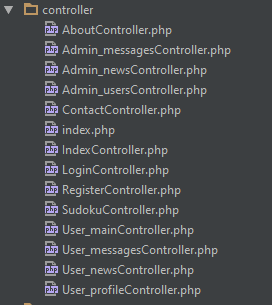 controller
AboutController.php
Admin_messagesController.php
Admin_newsController.php
Admin_usersController.php
ContactController.php
index.php
IndexController.php
LoginController.php
RegisterController.php
SudokuController.php
User_mainController.php
User_messagesController.php
User_newsController.php
User_profileController.php